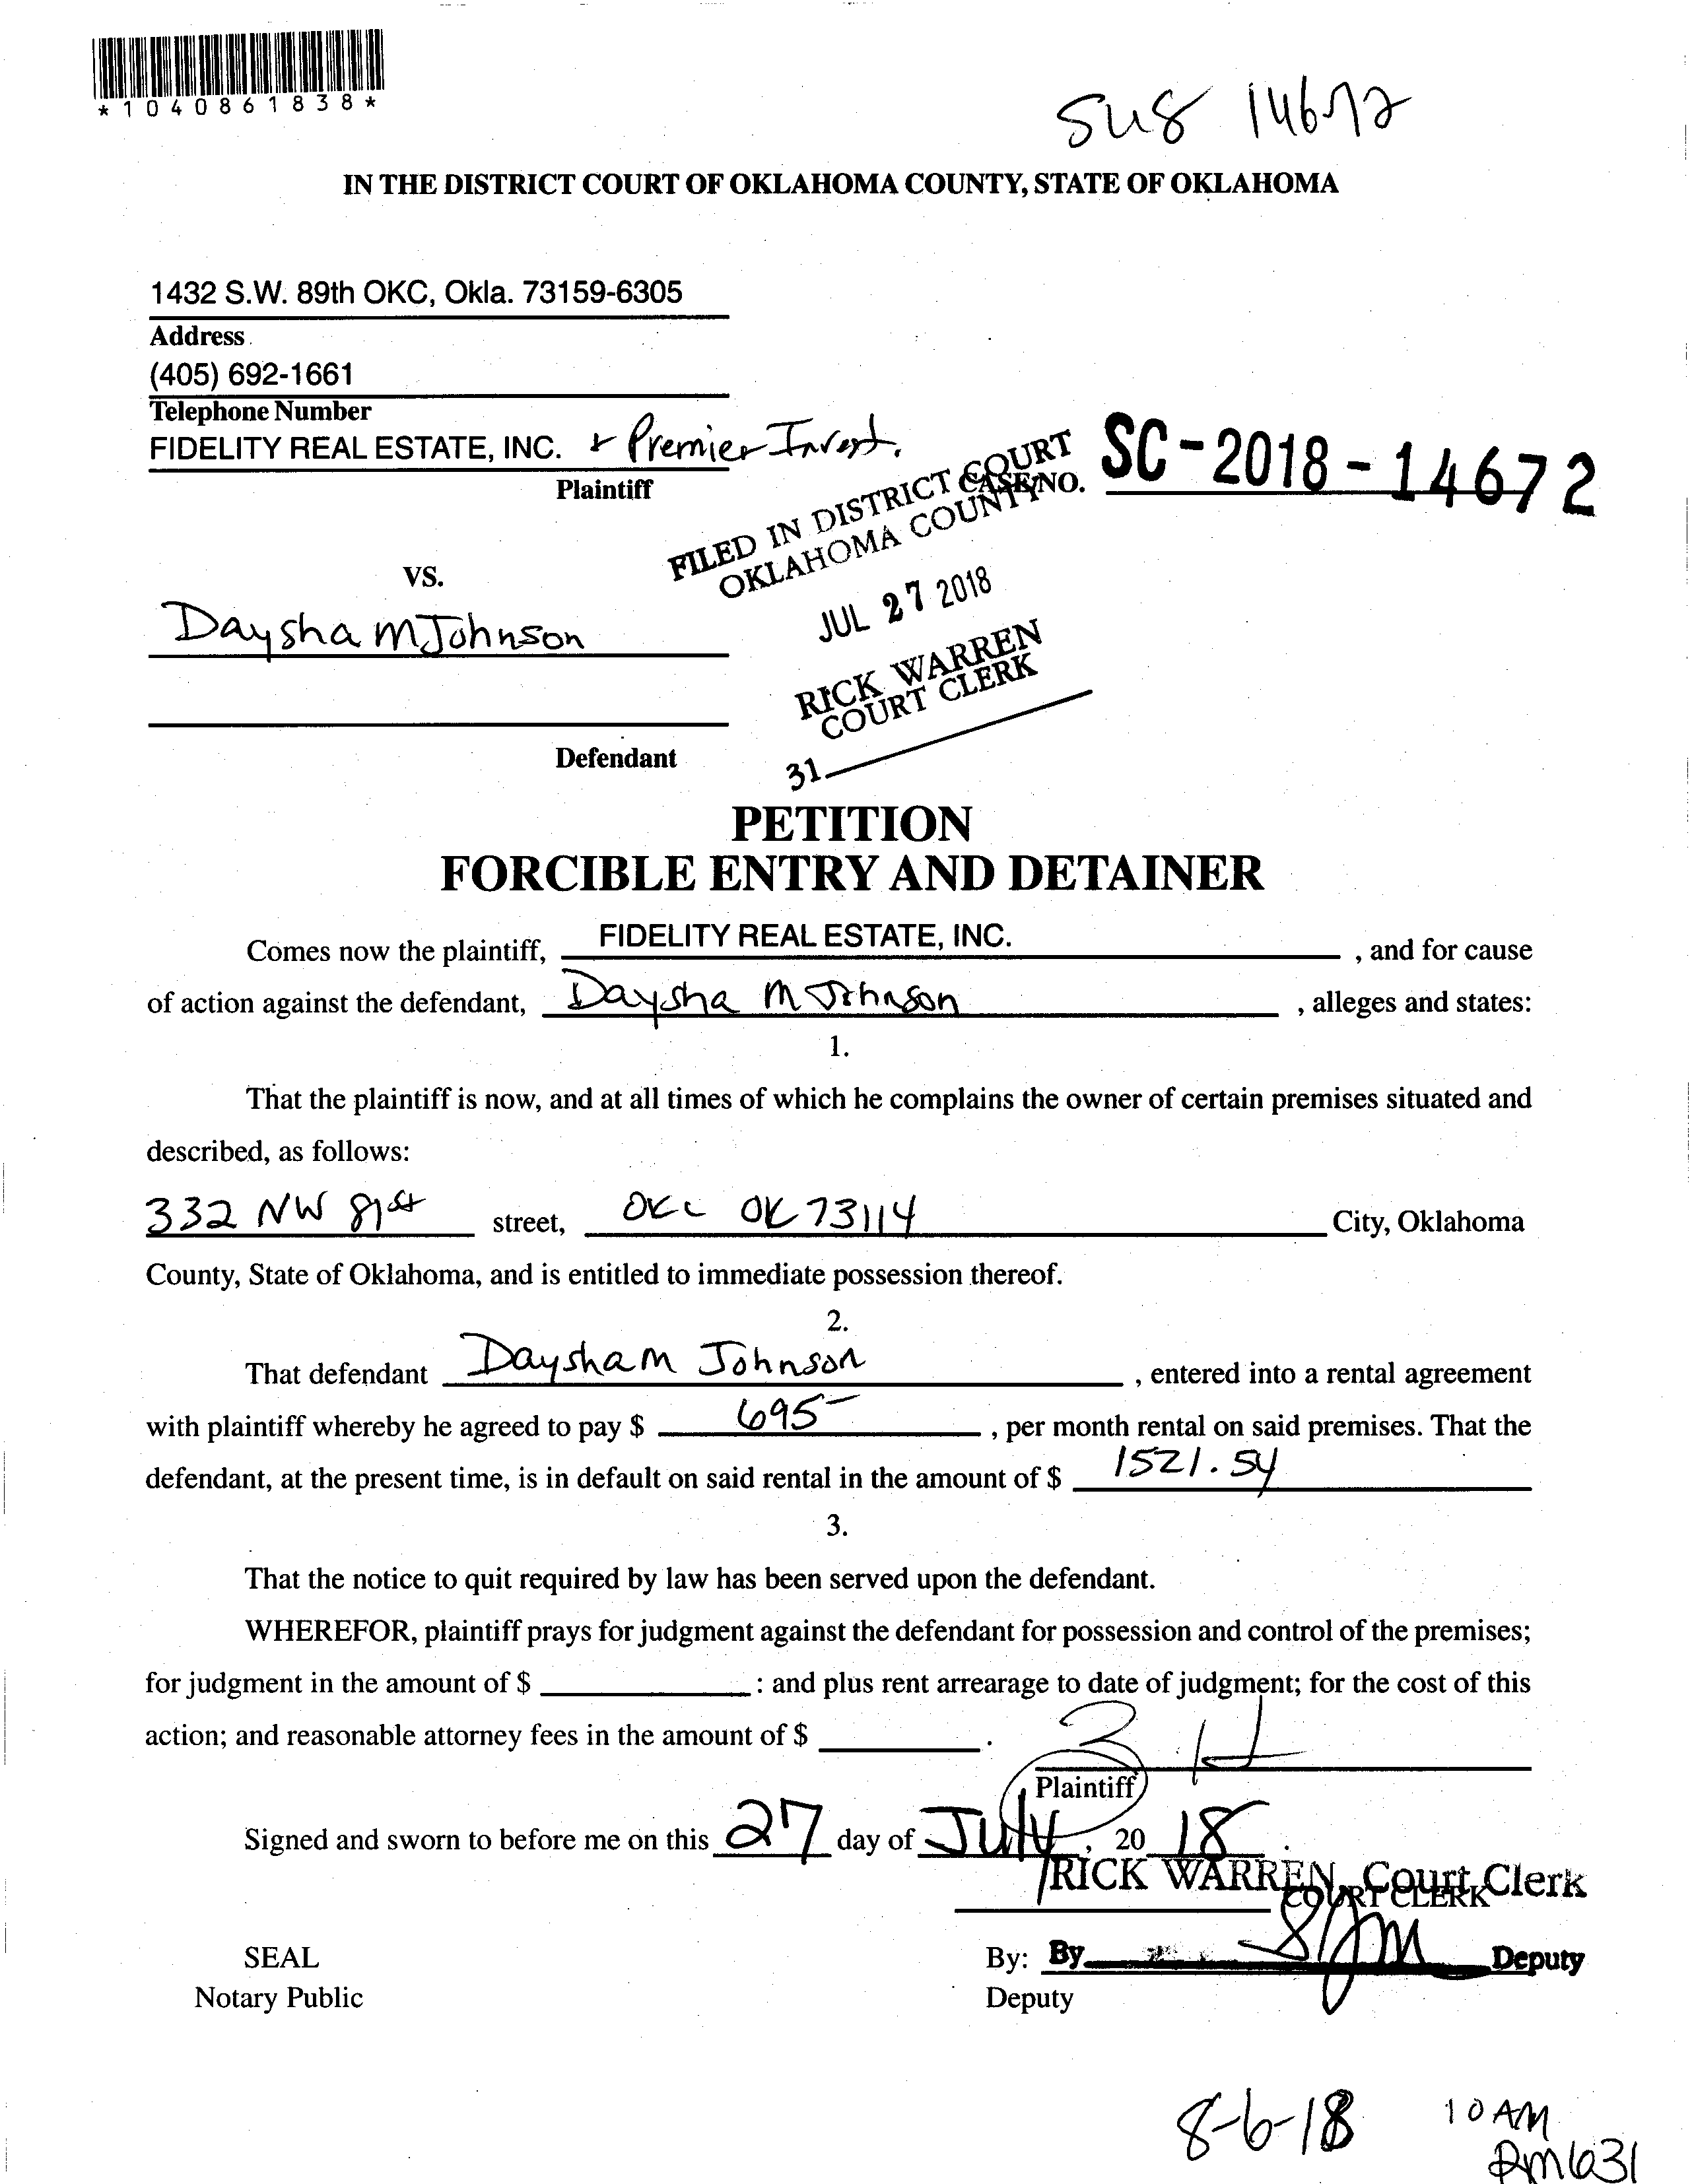 *1040861838*
14672
IN THE DISTRICT COURT OF OKLAHOMA COUNTY, STATE OF OKLAHOMA
1432 S.W. 89th OKC, Okla. 73159-6305
Address
(405) 692-1661
Telephone Number
FIDELITY REAL ESTATE, INC. + Premier Invest.
Plaintiff
CASE NO. SC-2018-14672
FILED IN DISTRICT COURT
OKLAHOMA COUNTY
JUL 27 2018
RICK WARREN
COURT CLERK
31
VS.
Daysha M Johnson
Defendant
PETITION
FORCIBLE ENTRY AND DETAINER
Comes now the plaintiff, FIDELITY REAL ESTATE, INC. , and for cause
of action against the defendant, Daysha M Johnson , alleges and states:
1.
That the plaintiff is now, and at all times of which he complains the owner of certain premises situated and
described, as follows:
332 NW 81st street, OKC OK 73114 City, Oklahoma
County, State of Oklahoma, and is entitled to immediate possession thereof.
2.
That defendant Daysha M Johnson , entered into a rental agreement
with plaintiff whereby he agreed to pay $ 695- , per month rental on said premises. That the
defendant, at the present time, is in default on said rental in the amount of $ 1521.54
3.
That the notice to quit required by law has been served upon the defendant.
WHEREFOR, plaintiff prays for judgment against the defendant for possession and control of the premises;
for judgment in the amount of $ : and plus rent arrearage to date of judgment; for the cost of this
action; and reasonable attorney fees in the amount of $ .
Plaintiff
Signed and sworn to before me on this 27 day of July, 20 18.
RICK WARREN, Court Clerk
COURT CLERK
SEAL
By: By Deputy
Notary Public
Deputy
8-6-18 10 AM
RM 631